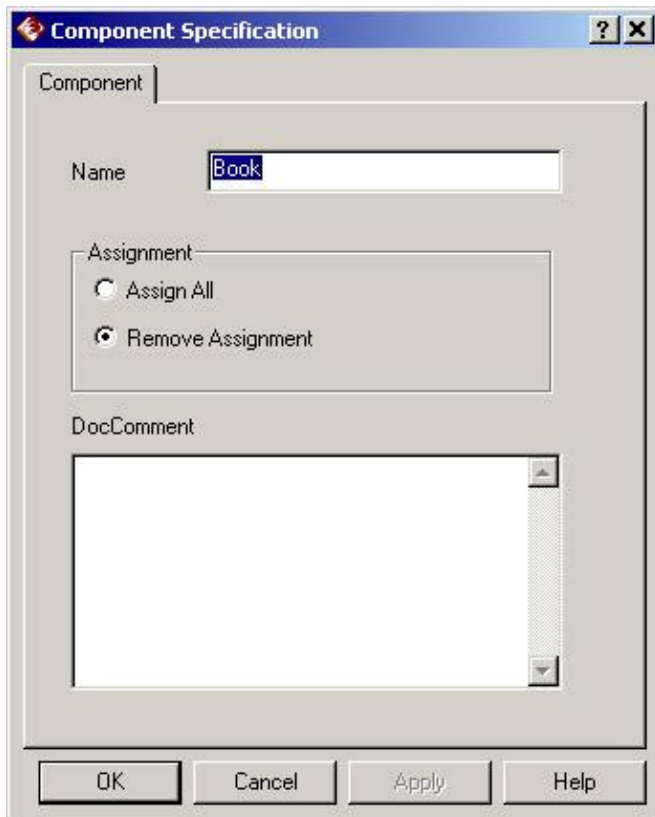 Component Specification
Component
Name
Book
Assignment
Assign All
Remove Assignment
DocComment
OK
Cancel
Apply
Help